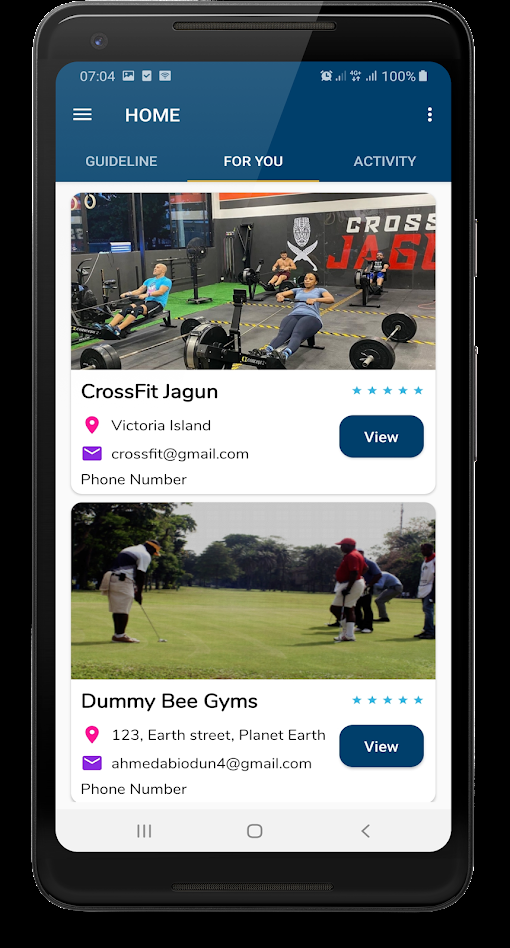 07:04 4G+ 100%
HOME
GUIDELINE FOR YOU ACTIVITY
CROSS
JAGU
CrossFit Jagun
Victoria Island
View
crossfit@gmail.com
Phone Number
Dummy Bee Gyms
123, Earth street, Planet Earth
View
ahmedabiodun4@gmail.com
Phone Number